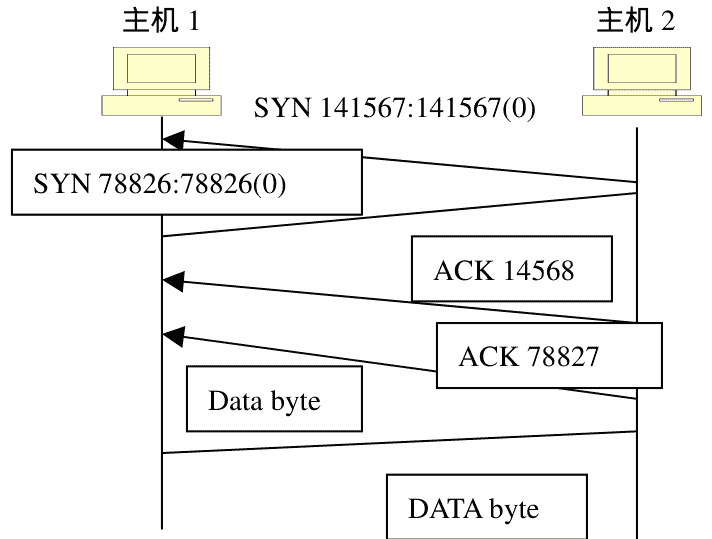 主机 1
主机 2
SYN 141567:141567(0)
SYN 78826:78826(0)
ACK 14568
ACK 78827
Data byte
DATA byte